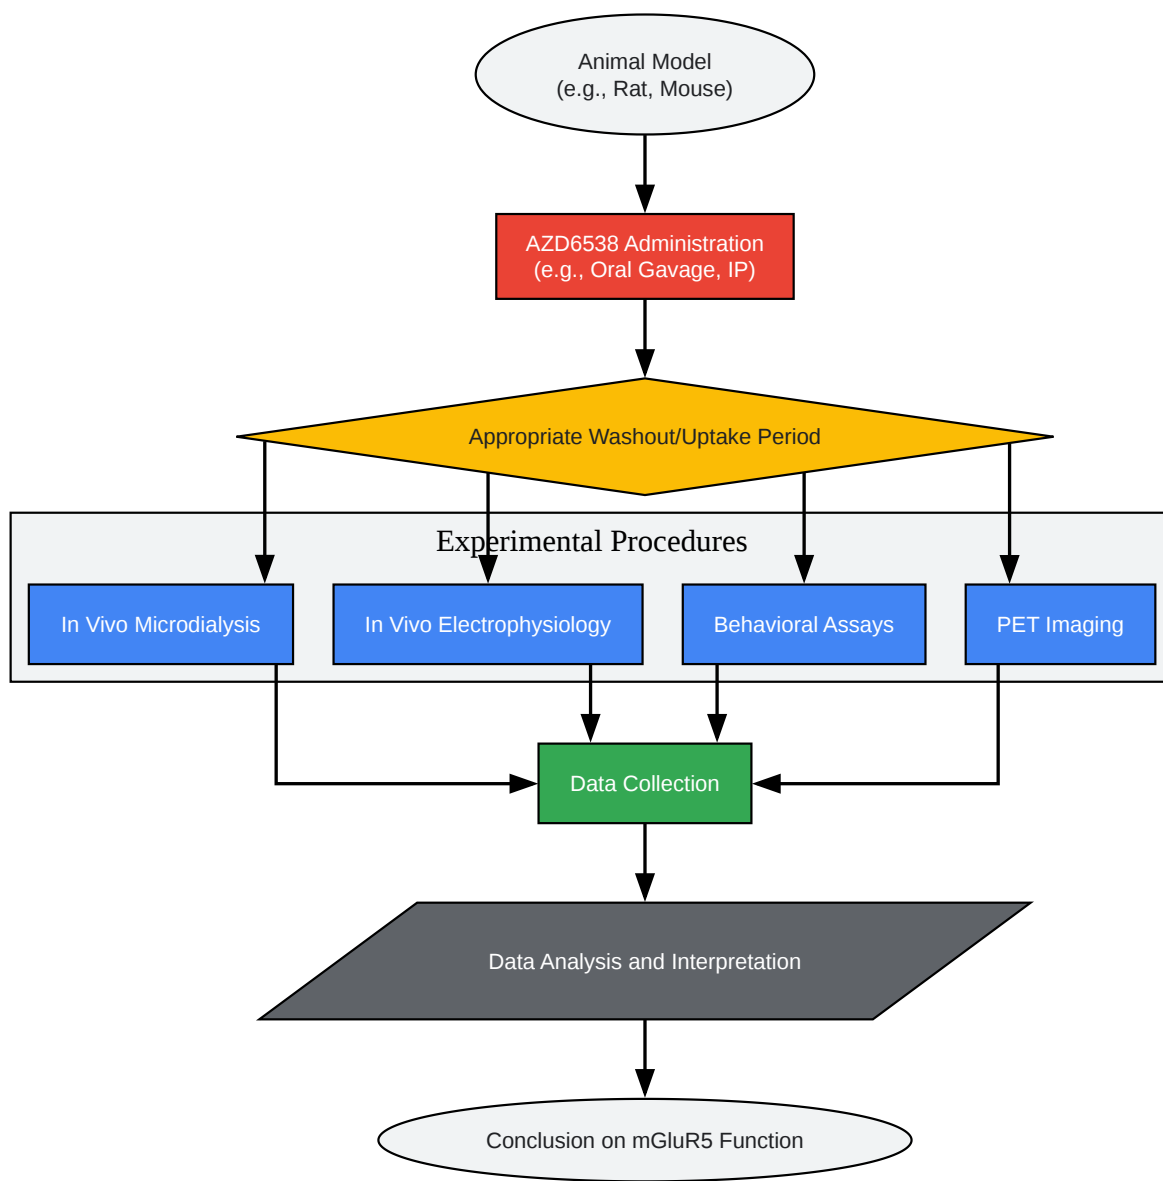 Animal Model
(e.g., Rat, Mouse)
AZD6538 Administration
(e.g., Oral Gavage, IP)
Appropriate Washout/Uptake Period
Experimental Procedures
In Vivo Microdialysis
In Vivo Electrophysiology
Behavioral Assays
PET Imaging
Data Collection
Data Analysis and Interpretation
Conclusion on mGluR5 Function